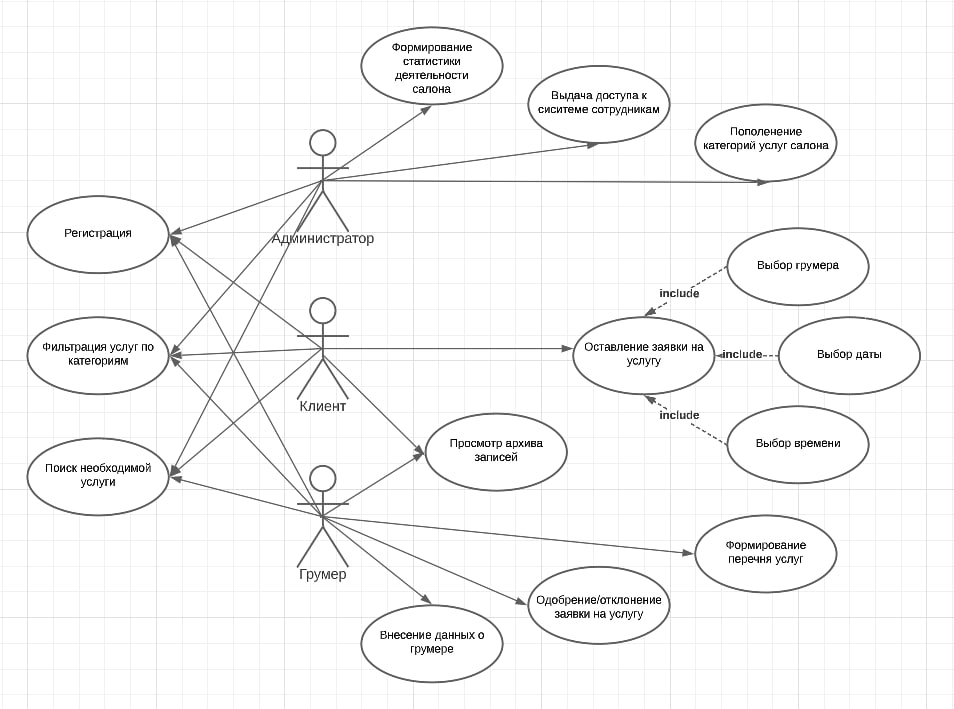 Формирование
статистики
деятельности
салона
Выдача доступа к
сиситеме сотрудникам
Пополенение
категорий услуг салона
Регистрация
Администратор
Выбор грумера
include
Фильтрация услуг по
категориям
Оставление заявки на
услугу
include
Выбор даты
Клиент
include
Выбор времени
Просмотр архива
записей
Поиск необходимой
услуги
Формирование
перечня услуг
Грумер
Одобрение/отклонение
заявки на услугу
Внесение данных о
грумере